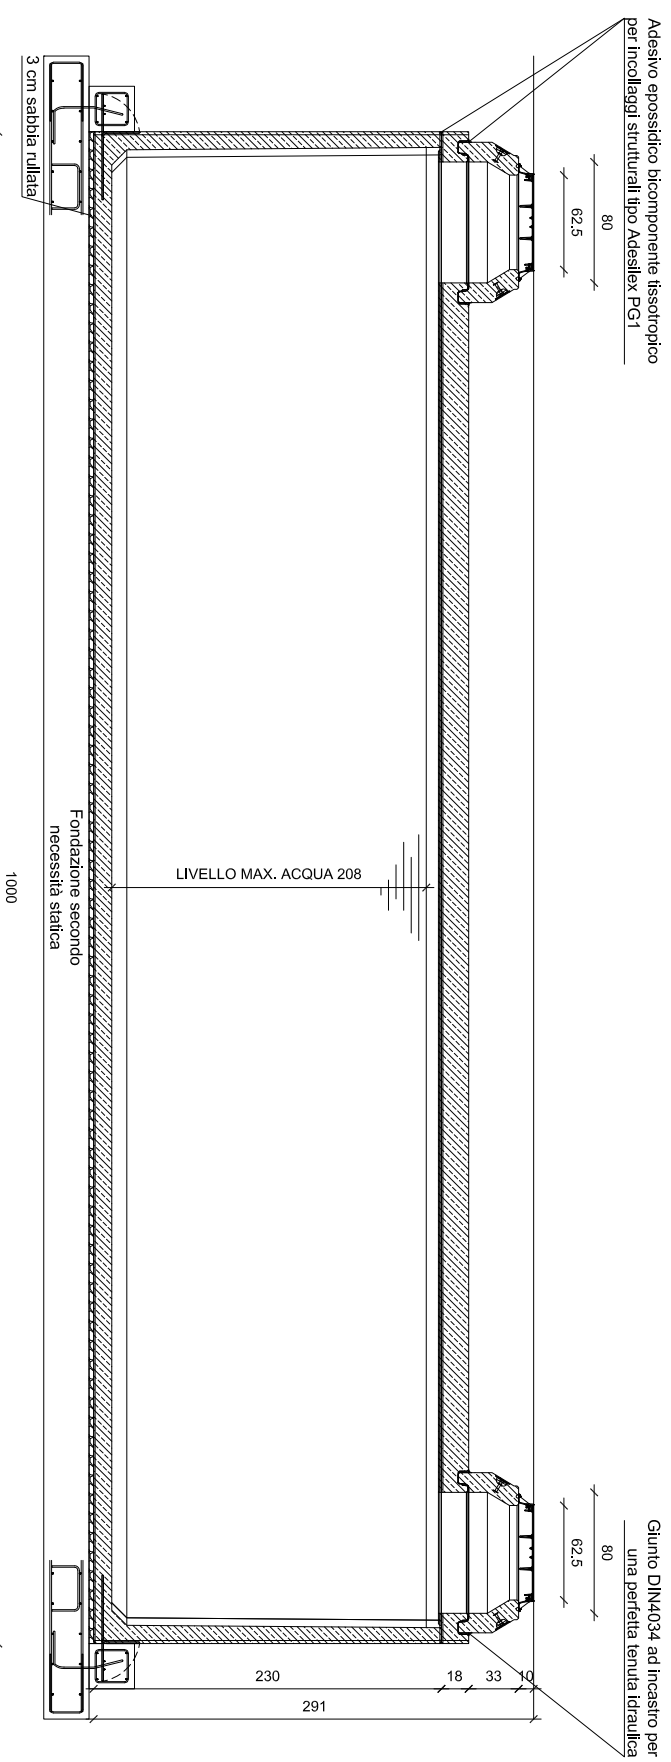 Adesivo epossidico bicomponente tissotropico
per incollaggi strutturali tipo Adesilex PG1
Giunto DIN4034 ad incastro per
una perfetta tenuta idraulica
80
62.5
80
62.5
LIVELLO MAX. ACQUA 208
230
18
33
10
291
3 cm sabbia rullata
Fondazione secondo
necessità statica
1000